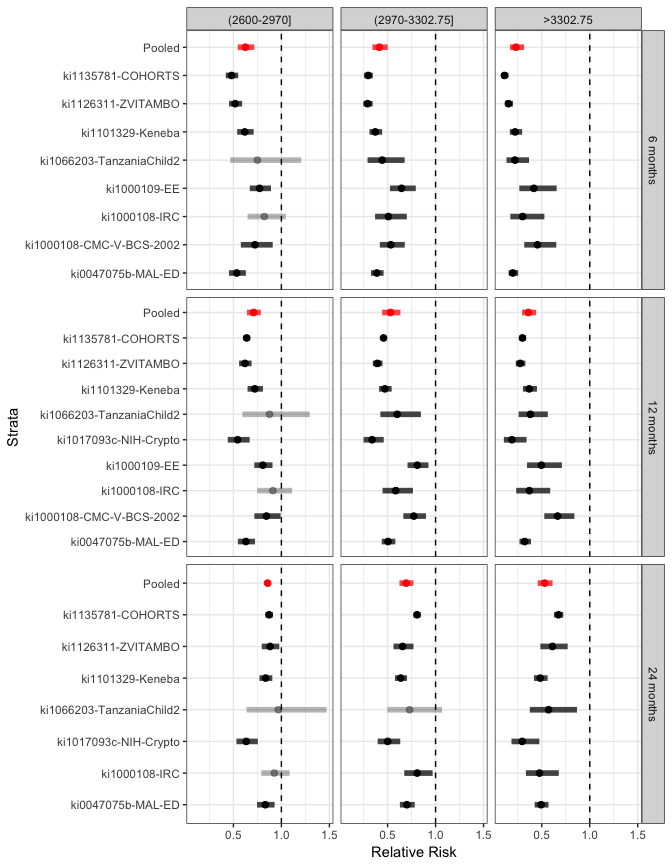 (2600-2970]
(2970-3302.75]
>3302.75
Pooled
ki1135781-COHORTS
ki1126311-ZVITAMBO
ki1101329-Keneba
ki1066203-TanzaniaChild2
ki1000109-EE
ki1000108-IRC
ki1000108-CMC-V-BCS-2002
ki0047075b-MAL-ED
6 months
Pooled
ki1135781-COHORTS
ki1126311-ZVITAMBO
ki1101329-Keneba
ki1066203-TanzaniaChild2
ki1017093c-NIH-Crypto
ki1000109-EE
ki1000108-IRC
ki1000108-CMC-V-BCS-2002
ki0047075b-MAL-ED
12 months
Pooled
ki1135781-COHORTS
ki1126311-ZVITAMBO
ki1101329-Keneba
ki1066203-TanzaniaChild2
ki1017093c-NIH-Crypto
ki1000108-IRC
ki0047075b-MAL-ED
24 months
Strata
0.5 1.0 1.5
0.5 1.0 1.5
0.5 1.0 1.5
Relative Risk